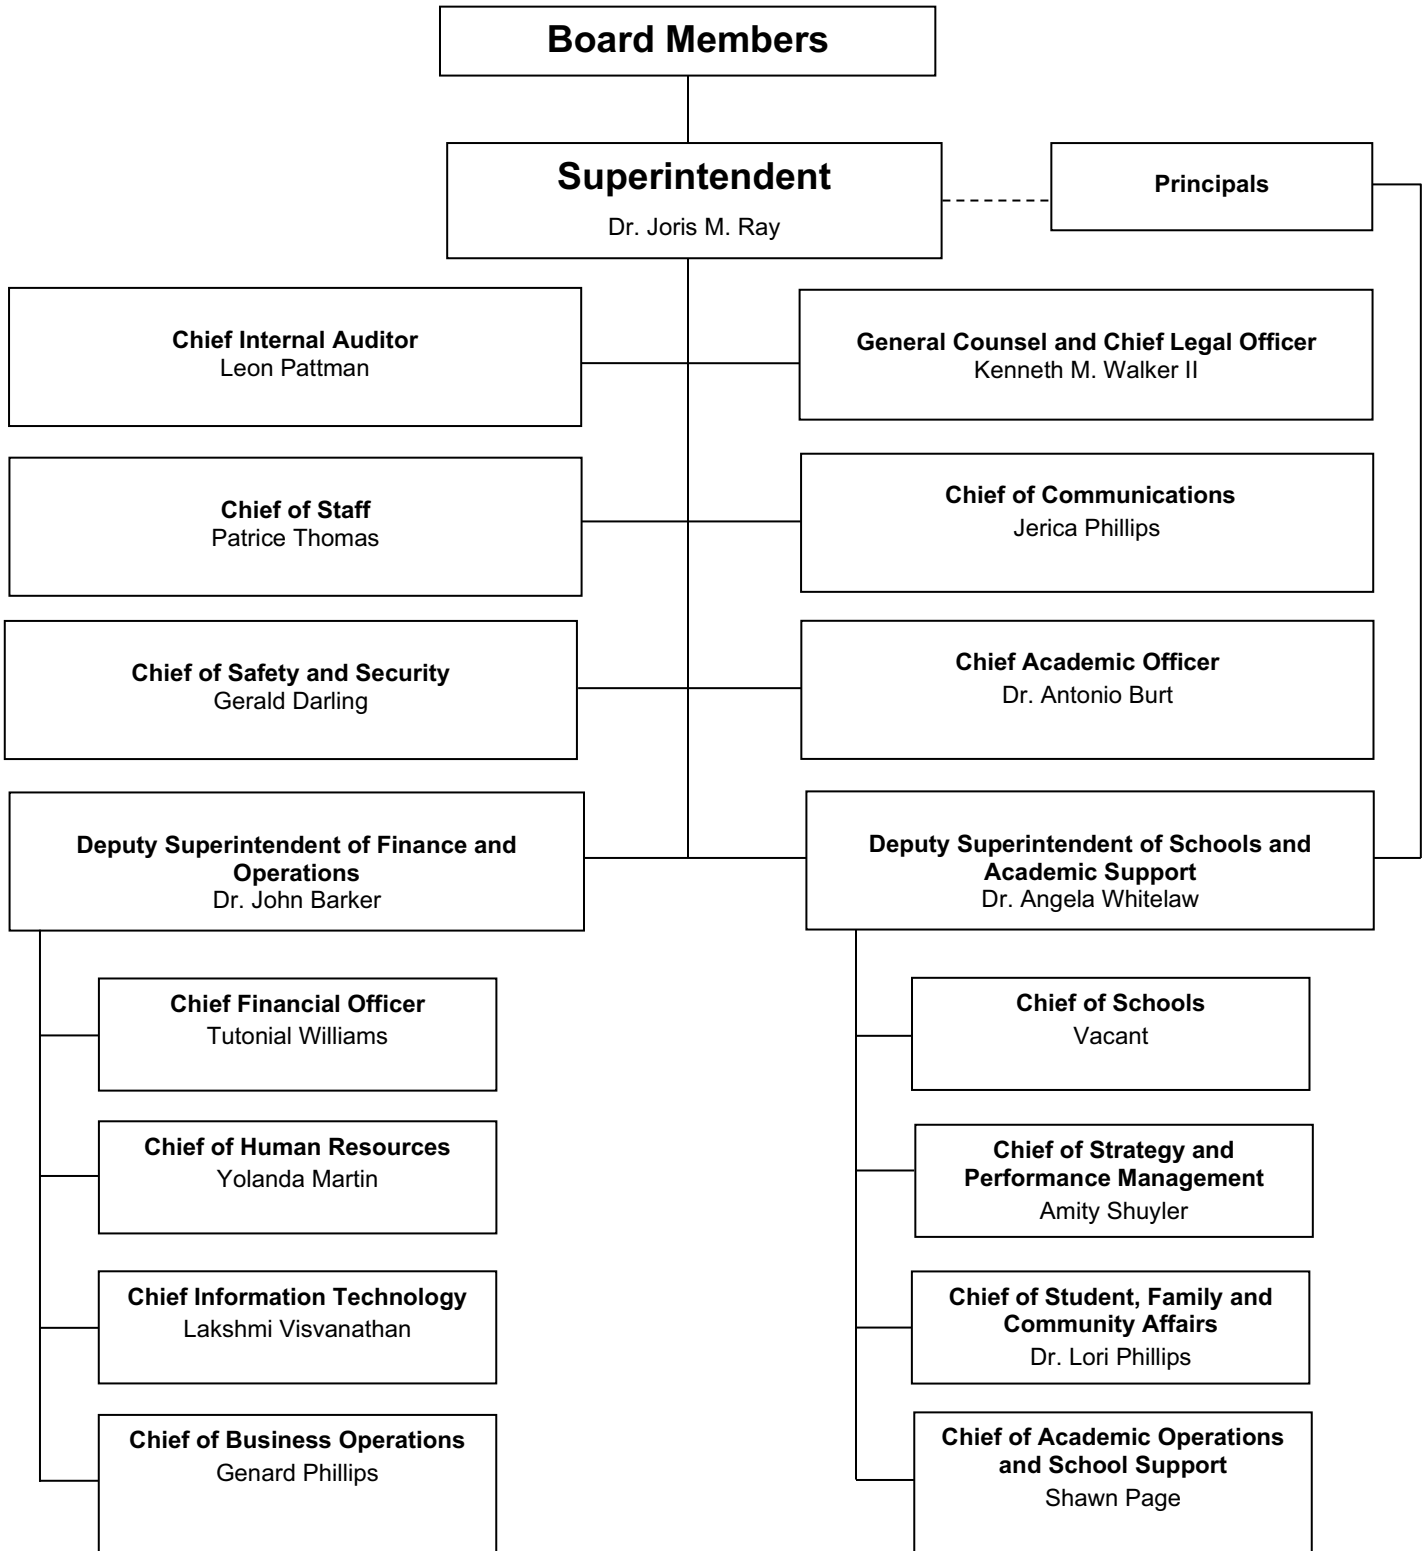 Board Members
Superintendent
Dr. Joris M. Ray
Principals
Chief Internal Auditor
Leon Pattman
General Counsel and Chief Legal Officer
Kenneth M. Walker II
Chief of Staff
Patrice Thomas
Chief of Communications
Jerica Phillips
Chief of Safety and Security
Gerald Darling
Chief Academic Officer
Dr. Antonio Burt
Deputy Superintendent of Finance and
Operations
Dr. John Barker
Deputy Superintendent of Schools and
Academic Support
Dr. Angela Whitelaw
Chief Financial Officer
Tutonial Williams
Chief of Schools
Vacant
Chief of Human Resources
Yolanda Martin
Chief of Strategy and
Performance Management
Amity Shuyler
Chief Information Technology
Lakshmi Visvanathan
Chief of Student, Family and
Community Affairs
Dr. Lori Phillips
Chief of Business Operations
Genard Phillips
Chief of Academic Operations
and School Support
Shawn Page